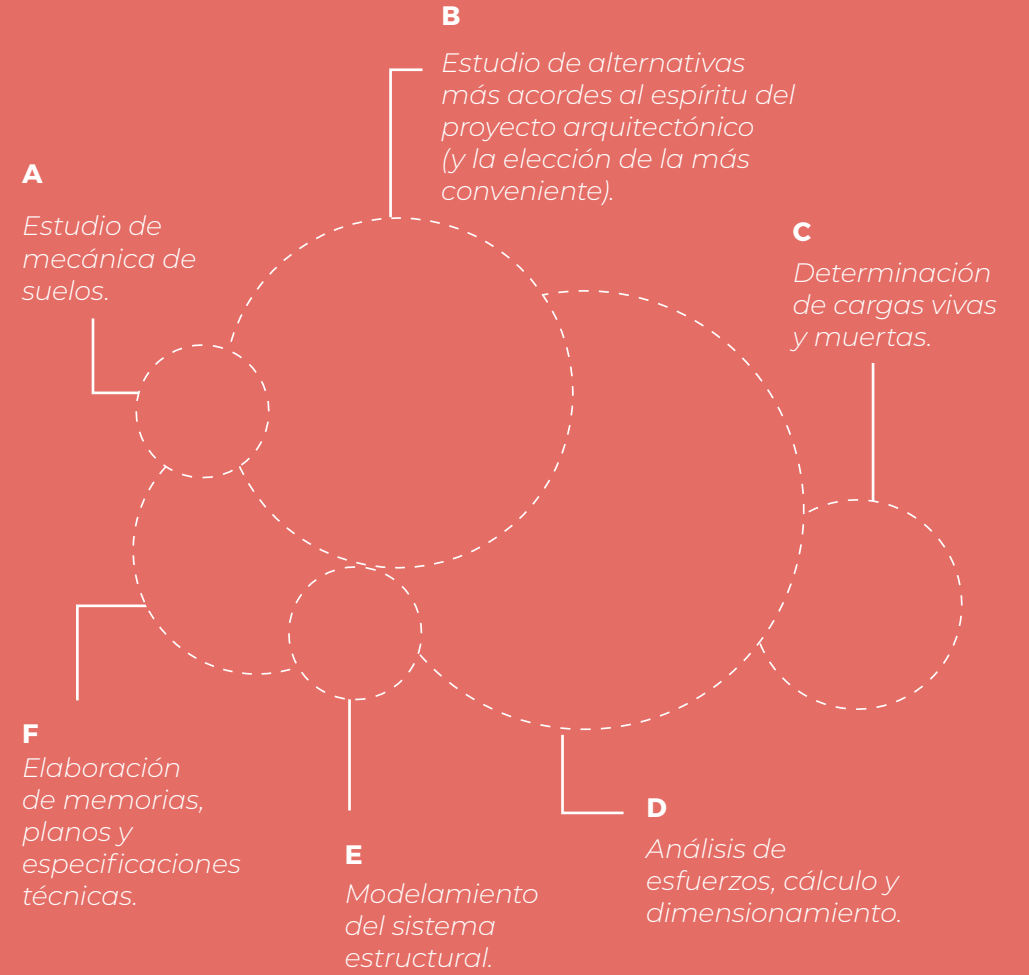 A
Estudio de
mecánica de
suelos.
B
Estudio de alternativas
más acordes al espíritu del
proyecto arquitectónico
(y la elección de la más
conveniente).
C
Determinación
de cargas vivas
y muertas.
D
Análisis de
esfuerzos, cálculo y
dimensionamiento.
E
Modelamiento
del sistema
estructural.
F
Elaboración
de memorias,
planos y
especificaciones
técnicas.